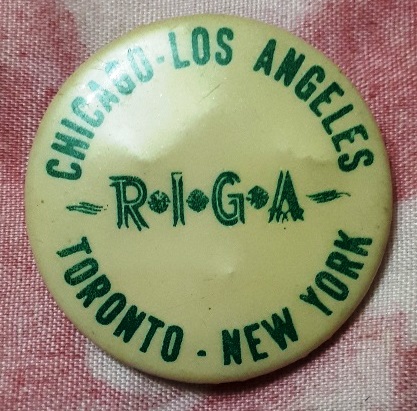 CHICAGO-LOS ANGELES
R•I•G•A
TORONTO - NEW YORK